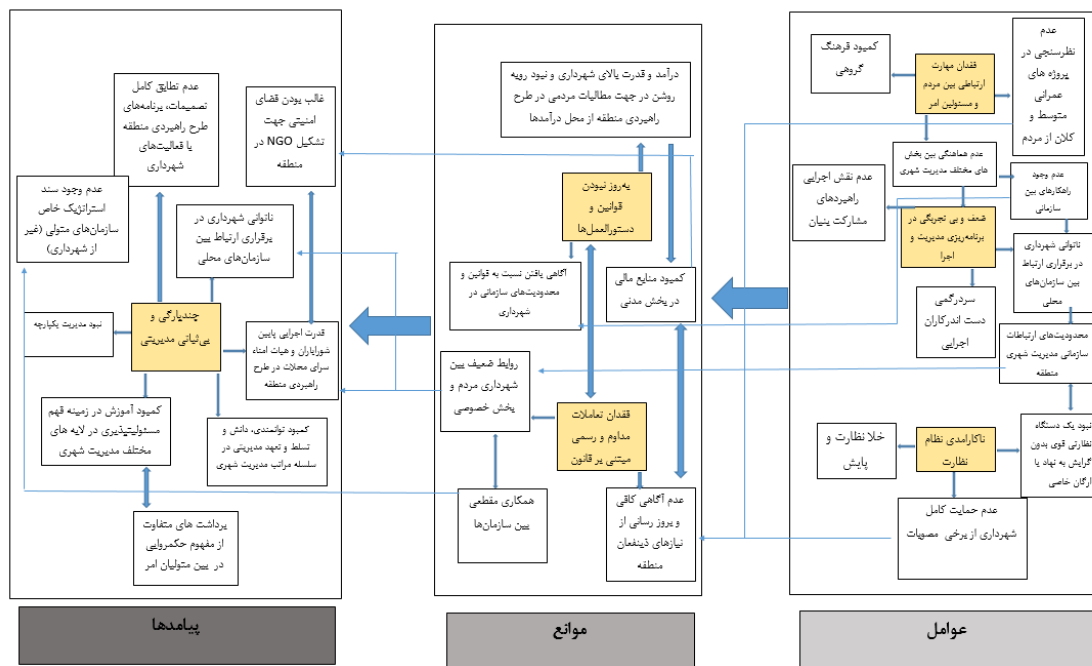 عدم
نظرسنجی در
پروژه های
عمرانی
متوسط و
کلان از مردم
فقدان مهارت
ارتباطی بین مردم
و مسئولین امر
کمبود فرهنگ
گروهی
عدم هماهنگی بین بخش
های مختلف مدیریت شهری
عدم وجود
راهکارهای بین
سازمانی
عدم نقش اجرایی
راهبردهای
مشارکت بنیان
ضعف و بی تجربگی در
برنامه‌ریزی مدیریت و
اجرا
ناتوانی شهرداری
در برقراری ارتباط
بین سازمان‌های
محلی
سردرگمی
دست اندرکاران
اجرایی
محدودیت‌های ارتباطات
سازمانی مدیریت شهری
منطقه
نبود یک دستگاه
نظارتی قوی بدون
گرایش به نهاد یا
ارگان خاصی
ناکارامدی نظام
نظارت
خلا نظارت و
پایش
عدم حمایت کامل
شهرداری از برخی مصوبات
عوامل
درآمد و قدرت بالای شهرداری و نبود رویه
روشن در جهت مطالبات مردمی در طرح
راهبردی منطقه از محل درآمدها
به‌روز نبودن
قوانین و
دستورالعمل‌ها
کمبود منابع مالی
در بخش مدنی
آگاهی یافتن نسبت به قوانین و
محدودیت‌های سازمانی در
شهرداری
روابط ضعیف بین
شهرداری مردم و
بخش خصوصی
فقدان تعاملات
مداوم و رسمی
مبتنی بر قانون
همکاری مقطعی
بین سازمان‌ها
عدم آگاهی کافی
و بروز رسانی از
نیازهای ذینفعان
منطقه
موانع
غالب بودن فضای
امنیتی جهت
تشکیل NGO در
منطقه
عدم تطابق کامل
تصمیمات، برنامه‌های
طرح راهبردی منطقه
با فعالیت‌های
شهرداری
عدم وجود سند
استراتژیک خاص
سازمان‌های متولی (غیر
از شهرداری)
ناتوانی شهرداری در
برقراری ارتباط بین
سازمان‌های محلی
چندپارگی و
بی‌ثباتی مدیریتی
نبود مدیریت یکپارچه
قدرت اجرایی پایین
شورایاران و هیات امناء
سرای محلات در طرح
راهبردی منطقه
کمبود آموزش در زمینه فهم
مسئولیتپذیری در لایه های
مختلف مدیریت شهری
کمبود توانمندی، دانش و
تسلط و تعهد مدیریتی در
سلسله مراتب مدیریت شهری
برداشت های متفاوت
از مفهوم حکمروایی
در بین متولیان امر
پیامدها